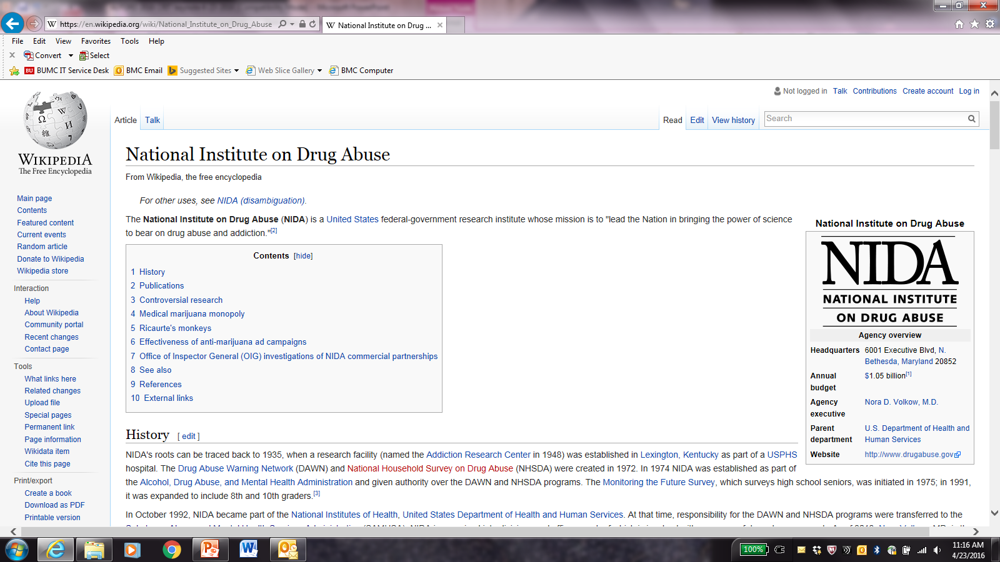 https://en.wikipedia.org/wiki/National_Institute_on_Drug_Abuse
National Institute on Drug ...
File Edit View Favorites Tools Help
Convert Select
BUMC IT Service Desk BMC Email Suggested Sites Web Slice Gallery BMC Computer
Not logged in Talk Contributions Create account Log in
Article Talk Read Edit View history Search
WIKIPEDIA
The Free Encyclopedia
Main page
Contents
Featured content
Current events
Random article
Donate to Wikipedia
Wikipedia store
Interaction
Help
About Wikipedia
Community portal
Recent changes
Contact page
Tools
What links here
Related changes
Upload file
Special pages
Permanent link
Page information
Wikidata item
Cite this page
Print/export
Create a book
Download as PDF
Printable version
National Institute on Drug Abuse
From Wikipedia, the free encyclopedia
For other uses, see NIDA (disambiguation).
The National Institute on Drug Abuse (NIDA) is a United States federal-government research institute whose mission is to "lead the Nation in bringing the power of science
to bear on drug abuse and addiction."[2]
Contents [hide]
1 History
2 Publications
3 Controversial research
4 Medical marijuana monopoly
5 Ricaurte's monkeys
6 Effectiveness of anti-marijuana ad campaigns
7 Office of Inspector General (OIG) investigations of NIDA commercial partnerships
8 See also
9 References
10 External links
National Institute on Drug Abuse
NIDA
NATIONAL INSTITUTE
ON DRUG ABUSE
Agency overview
Headquarters 6001 Executive Blvd, N.
Bethesda, Maryland 20852
Annual $1.05 billion[1]
budget
Agency Nora D. Volkow, M.D.
executive
Parent U.S. Department of Health and
department Human Services
Website http://www.drugabuse.gov
History [ edit ]
NIDA's roots can be traced back to 1935, when a research facility (named the Addiction Research Center in 1948) was established in Lexington, Kentucky as part of a USPHS
hospital. The Drug Abuse Warning Network (DAWN) and National Household Survey on Drug Abuse (NHSDA) were created in 1972. In 1974 NIDA was established as part of
the Alcohol, Drug Abuse, and Mental Health Administration and given authority over the DAWN and NHSDA programs. The Monitoring the Future Survey, which surveys high school seniors, was initiated in 1975; in 1991,
it was expanded to include 8th and 10th graders.[3]
In October 1992, NIDA became part of the National Institutes of Health, United States Department of Health and Human Services. At that time, responsibility for the DAWN and NHSDA programs were transferred to the
100%
11:16 AM
4/23/2016